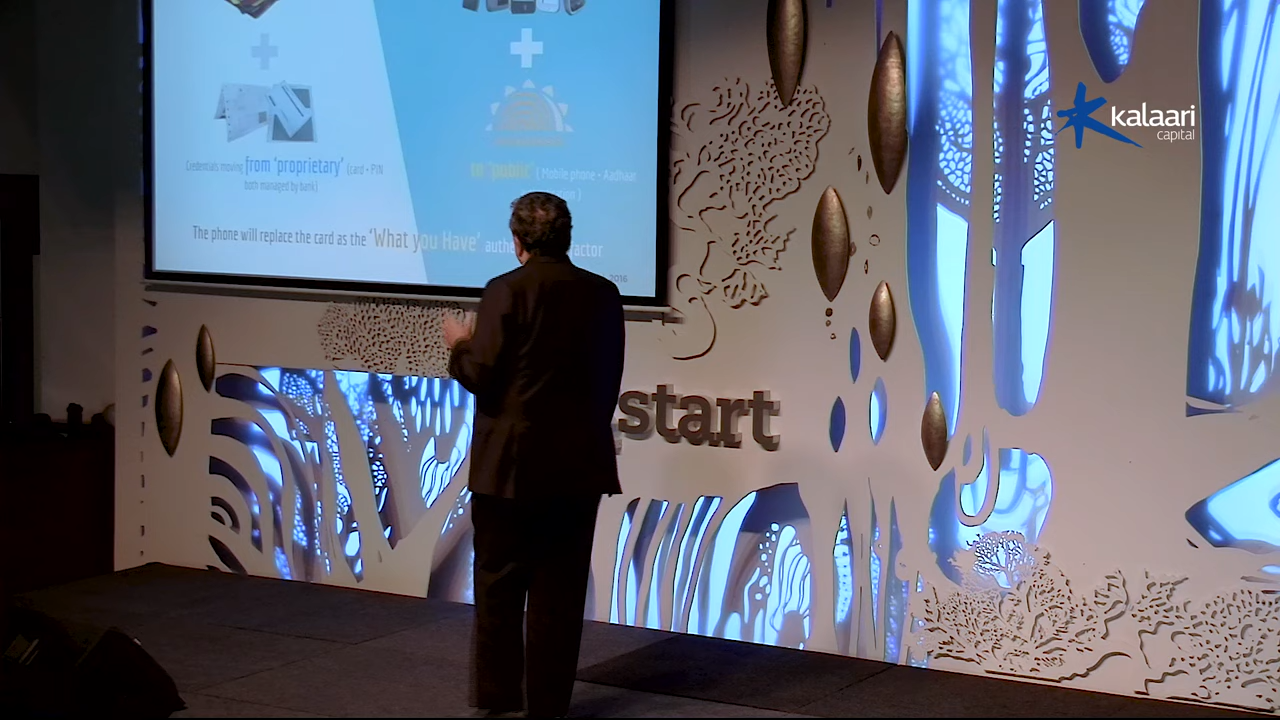 Credentials moving from 'proprietary' (card + PIN
both managed by bank)
to 'public' ( Mobile phone + Aadhaar
The phone will replace the card as the 'What you Have'
2016
start
kalaari
capital